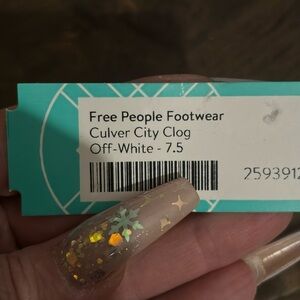 Free People Footwear
Culver City Clog
Off-White - 7.5
2593912